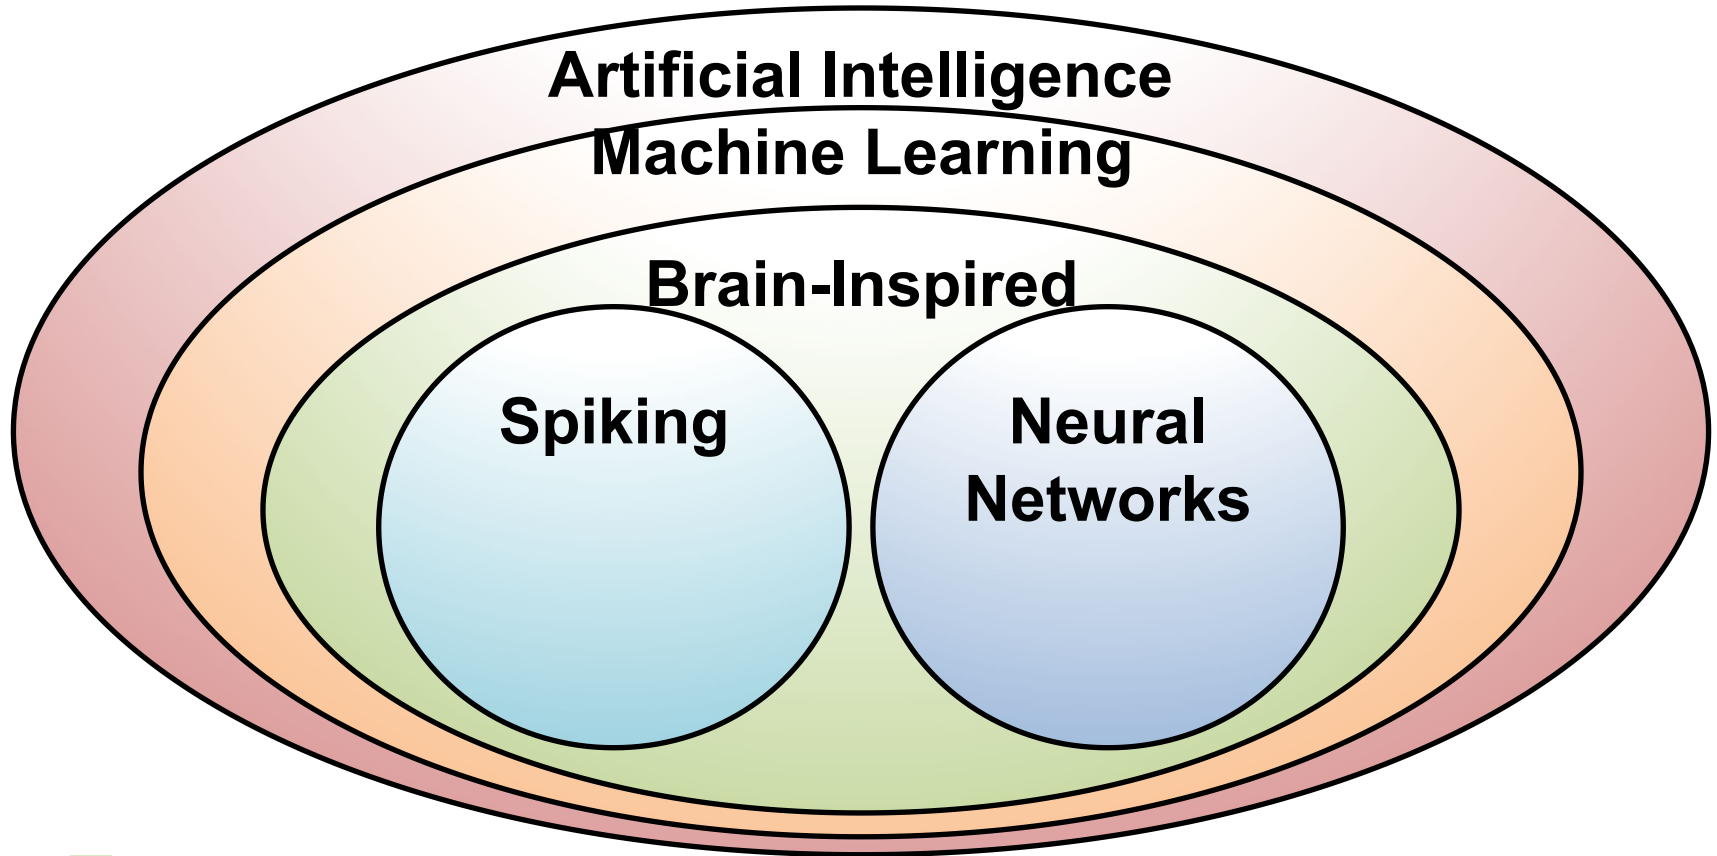 Artificial Intelligence
Machine Learning
Brain-Inspired
Spiking
Neural
Networks